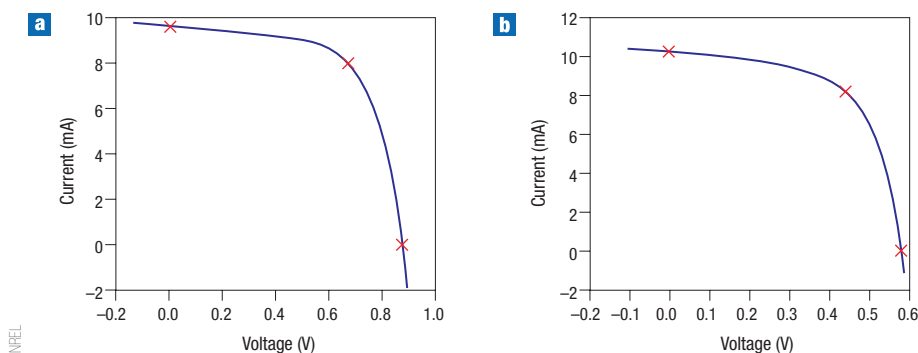 a
10
8
6
4
2
0
–2
Current (mA)
–0.2 0.0 0.2 0.4 0.6 0.8 1.0
Voltage (V)
NREL
b
12
10
8
6
4
2
0
–2
Current (mA)
–0.2 –0.1 0.0 0.1 0.2 0.3 0.4 0.5 0.6
Voltage (V)